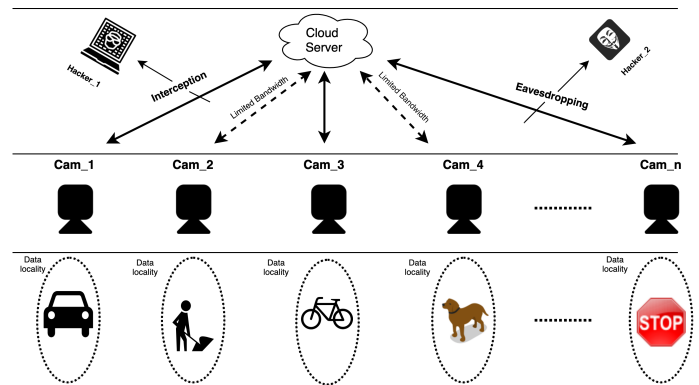 Cloud
Server
Hacker_1
Hacker_2
Interception
Limited Bandwidth
Limited Bandwidth
Eavesdropping
Cam_1
Cam_2
Cam_3
Cam_4
Cam_n
Data
locality
Data
locality
Data
locality
Data
locality
Data
locality
STOP